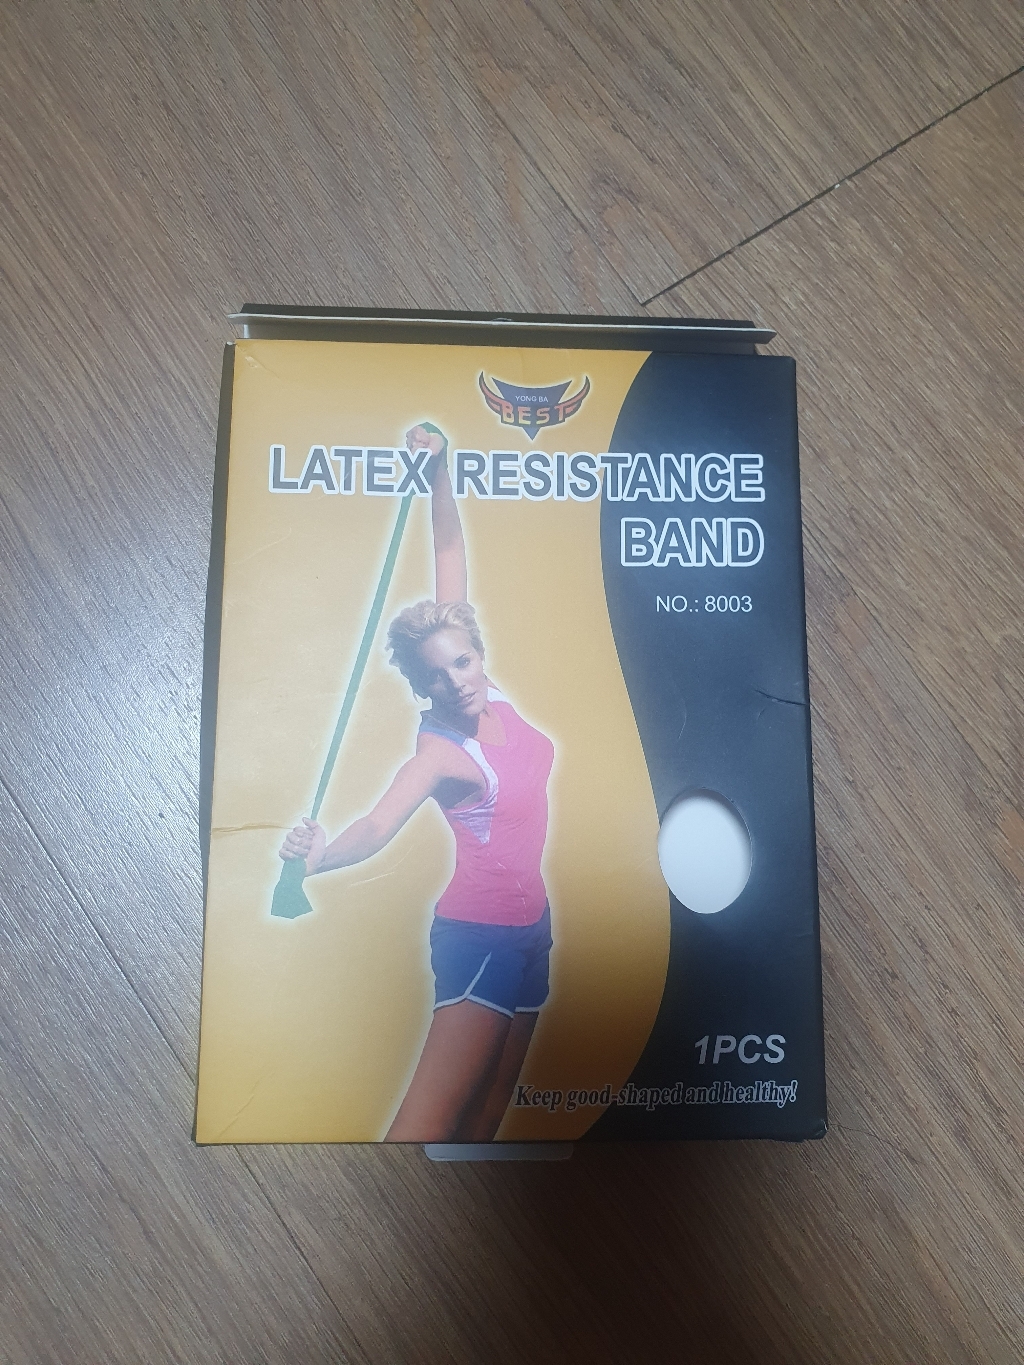 YONG BA
BEST
LATEX RESISTANCE
BAND
NO.: 8003
1PCS
Keep good-shaped and healthy!